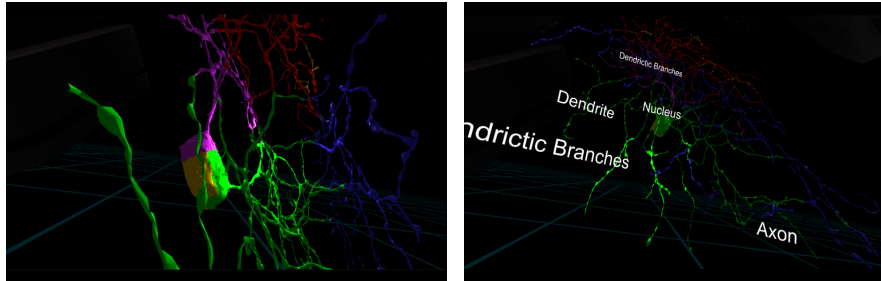 Dendrictic Branches
Dendrite
Nucleus
ndrictic Branches
Axon